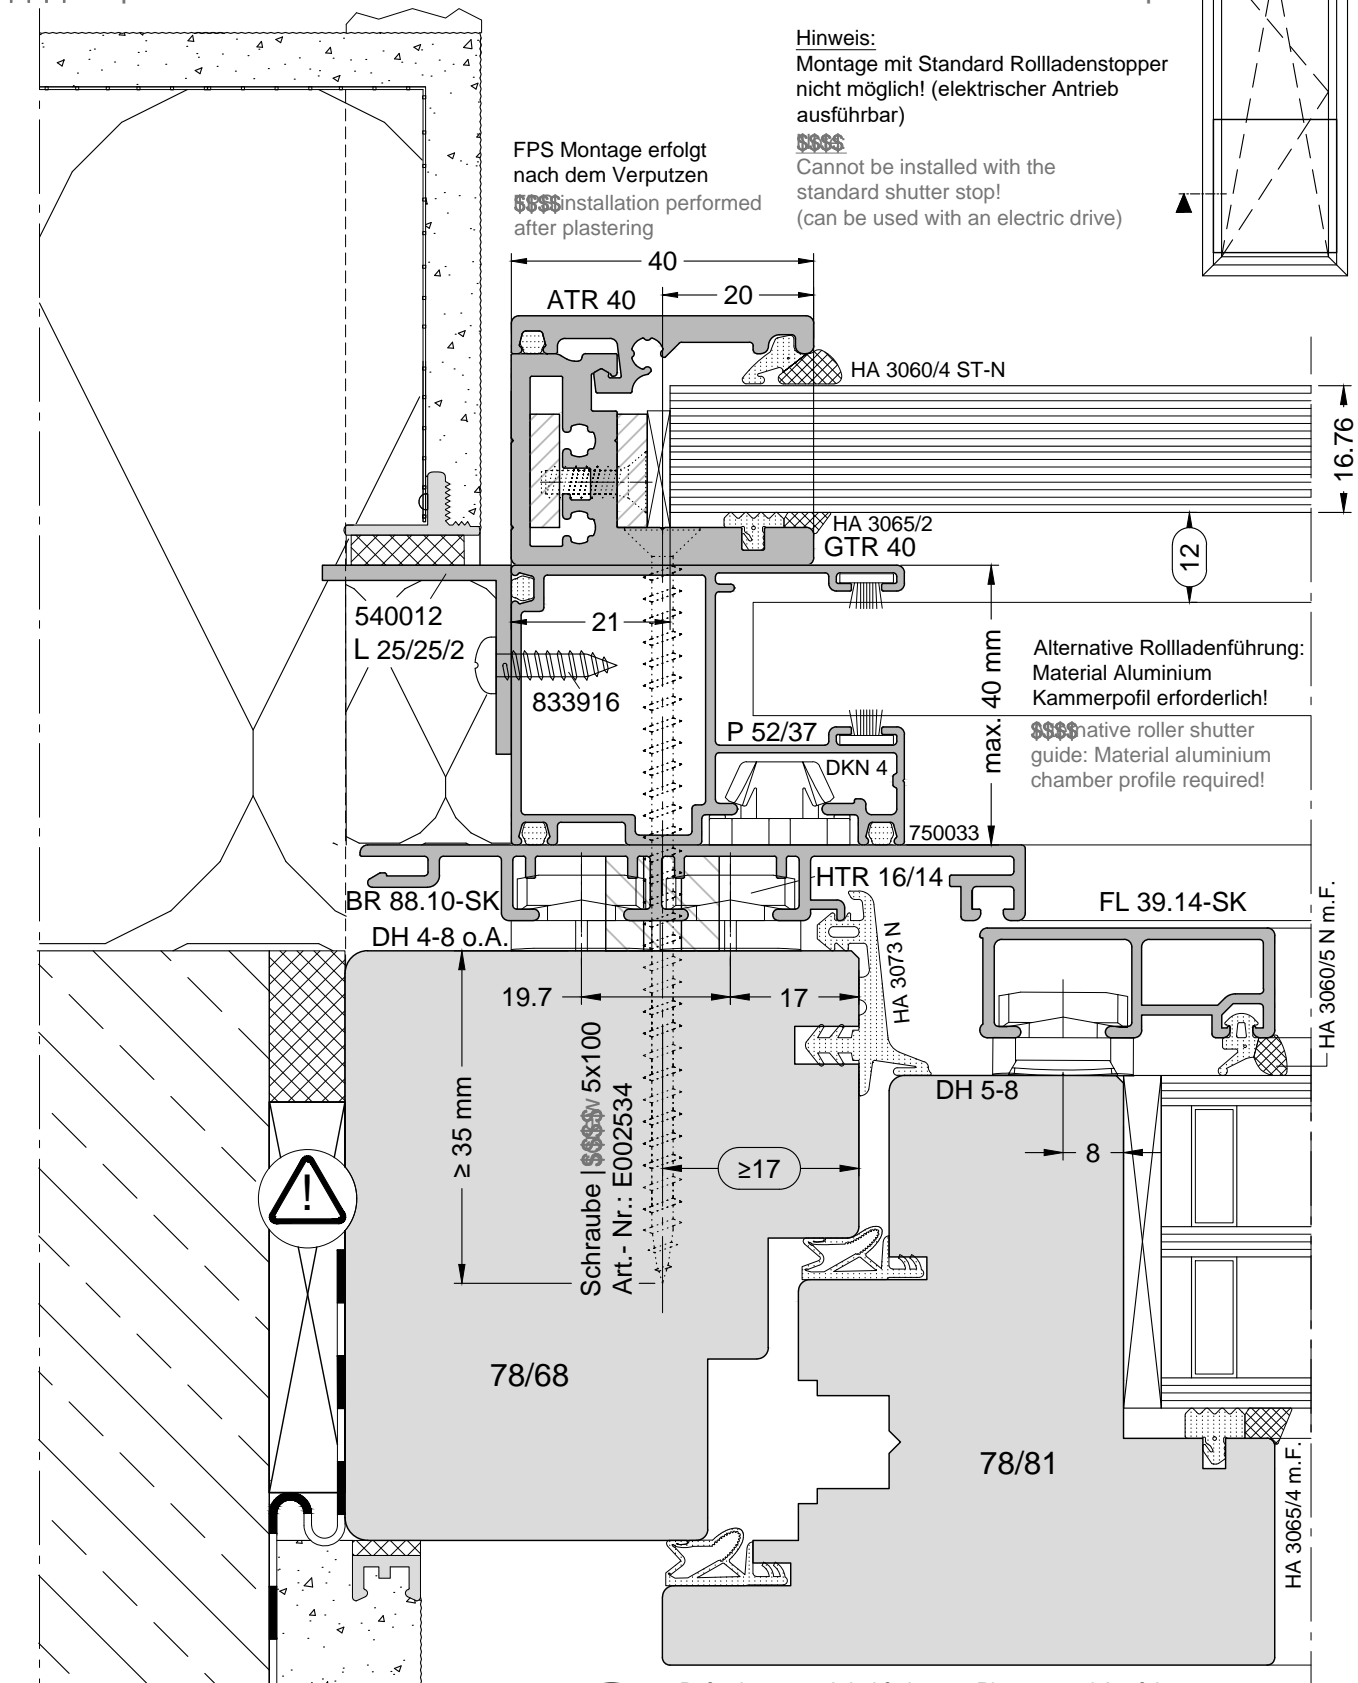 Hinweis:
Montage mit Standard Rollladenstopper
nicht möglich! (elektrischer Antrieb
ausführbar)
$$$$
Cannot be installed with the
standard shutter stop!
(can be used with an electric drive)
FPS Montage erfolgt
nach dem Verputzen
$$$$ installation performed
after plastering
40
20
ATR 40
HA 3060/4 ST-N
16.76
HA 3065/2
GTR 40
12
540012
L 25/25/2
21
833916
max. 40 mm
Alternative Rollladenführung:
Material Aluminium
Kammerpofil erforderlich!
$$$$native roller shutter
guide: Material aluminium
chamber profile required!
P 52/37
DKN 4
750033
HTR 16/14
BR 88.10-SK
DH 4-8 o.A.
FL 39.14-SK
HA 3060/5 N m.F.
HA 3073 N
19.7
17
≥ 35 mm
Schraube | $$$$w 5x100
Art.- Nr.: E002534
DH 5-8
8
≥17
!
78/68
78/81
HA 3065/4 m.F.